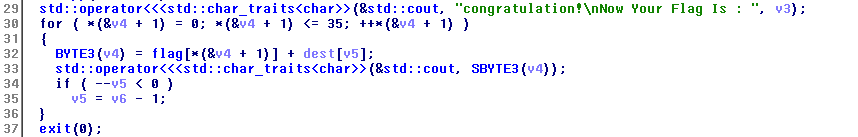 29 std::operator<<<std::char_traits<char>>(&std::cout, "congratulation!\nNow Your Flag Is : ", v3);
30 for ( *(&v4 + 1) = 0; *(&v4 + 1) <= 35; ++*(&v4 + 1) )
31 {
32 BYTE3(v4) = flag[*(&v4 + 1)] + dest[v5];
33 std::operator<<<std::char_traits<char>>(&std::cout, SBYTE3(v4));
34 if ( --v5 < 0 )
35 v5 = v6 - 1;
36 }
37 exit(0);